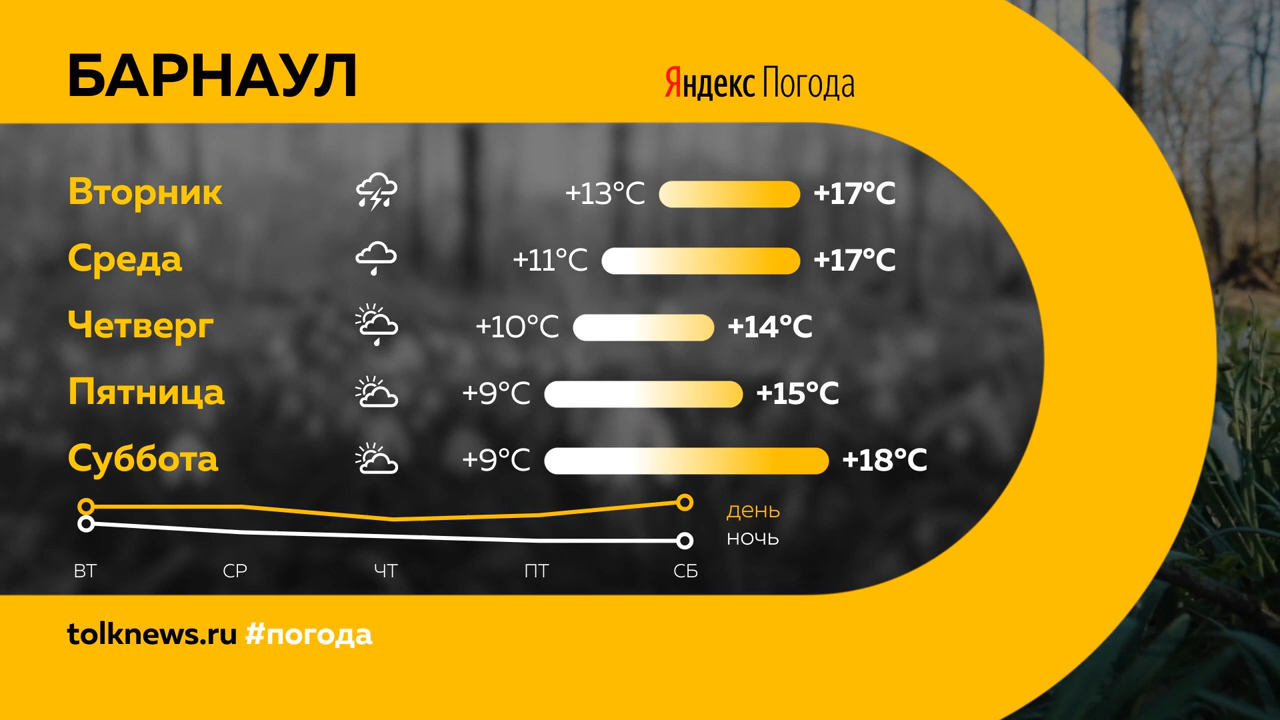 БАРНАУЛ
Яндекс Погода
Вторник +13°C +17°C
Среда +11°C +17°C
Четверг +10°C +14°C
Пятница +9°C +15°C
Суббота +9°C +18°C
день
ночь
ВТ СР ЧТ ПТ СБ
tolknews.ru #погода